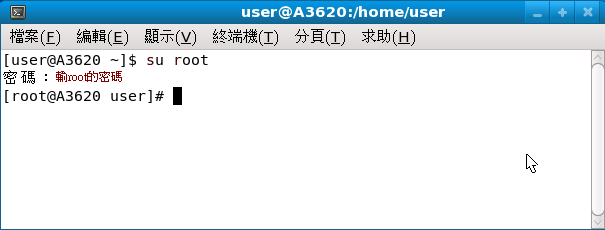 user@A3620:/home/user
檔案(F) 編輯(E) 顯示(V) 終端機(T) 分頁(T) 求助(H)
[user@A3620 ~]$ su root
密碼：輸root的密碼
[root@A3620 user]#